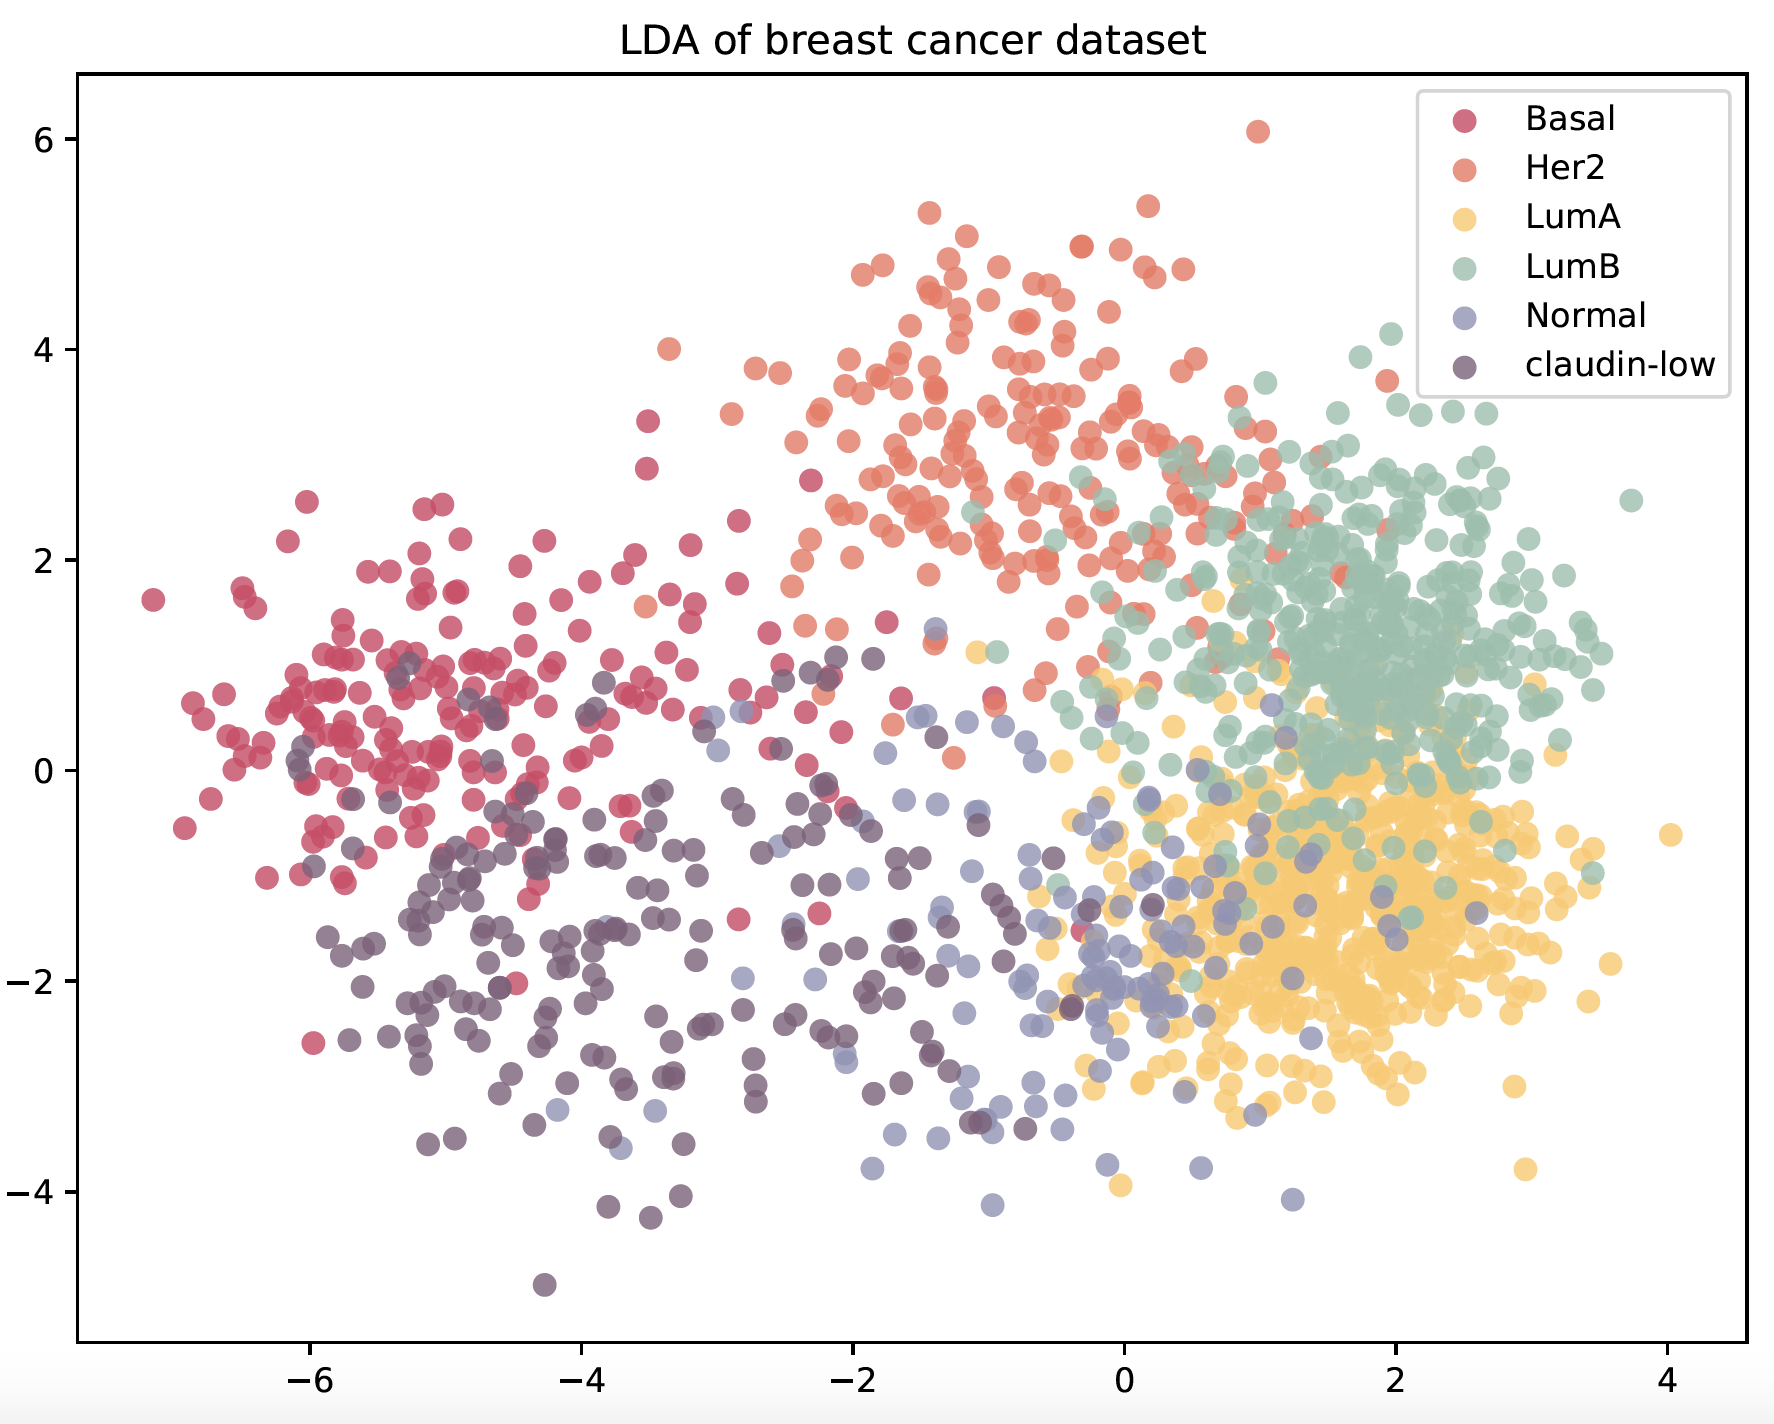 LDA of breast cancer dataset
Basal
Her2
LumA
LumB
Normal
claudin-low
6
4
2
0
−2
−4
−6
−4
−2
0
2
4